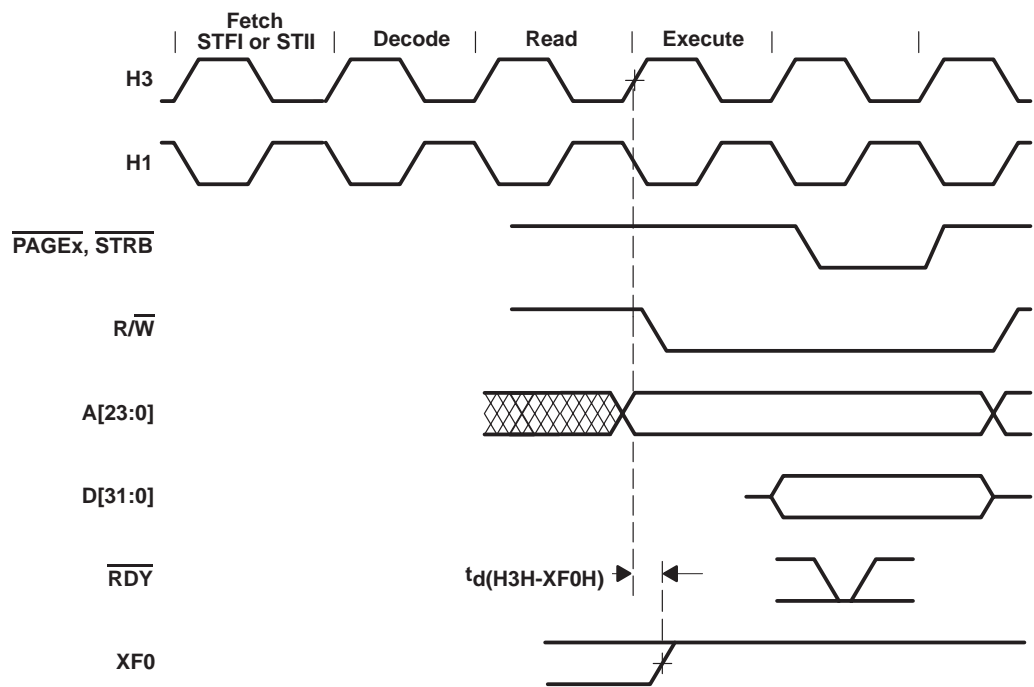 Fetch
STFI or STII
Decode
Read
Execute
H3
H1
PAGEx, STRB
R/W
A[23:0]
D[31:0]
RDY
td(H3H-XF0H)
XF0